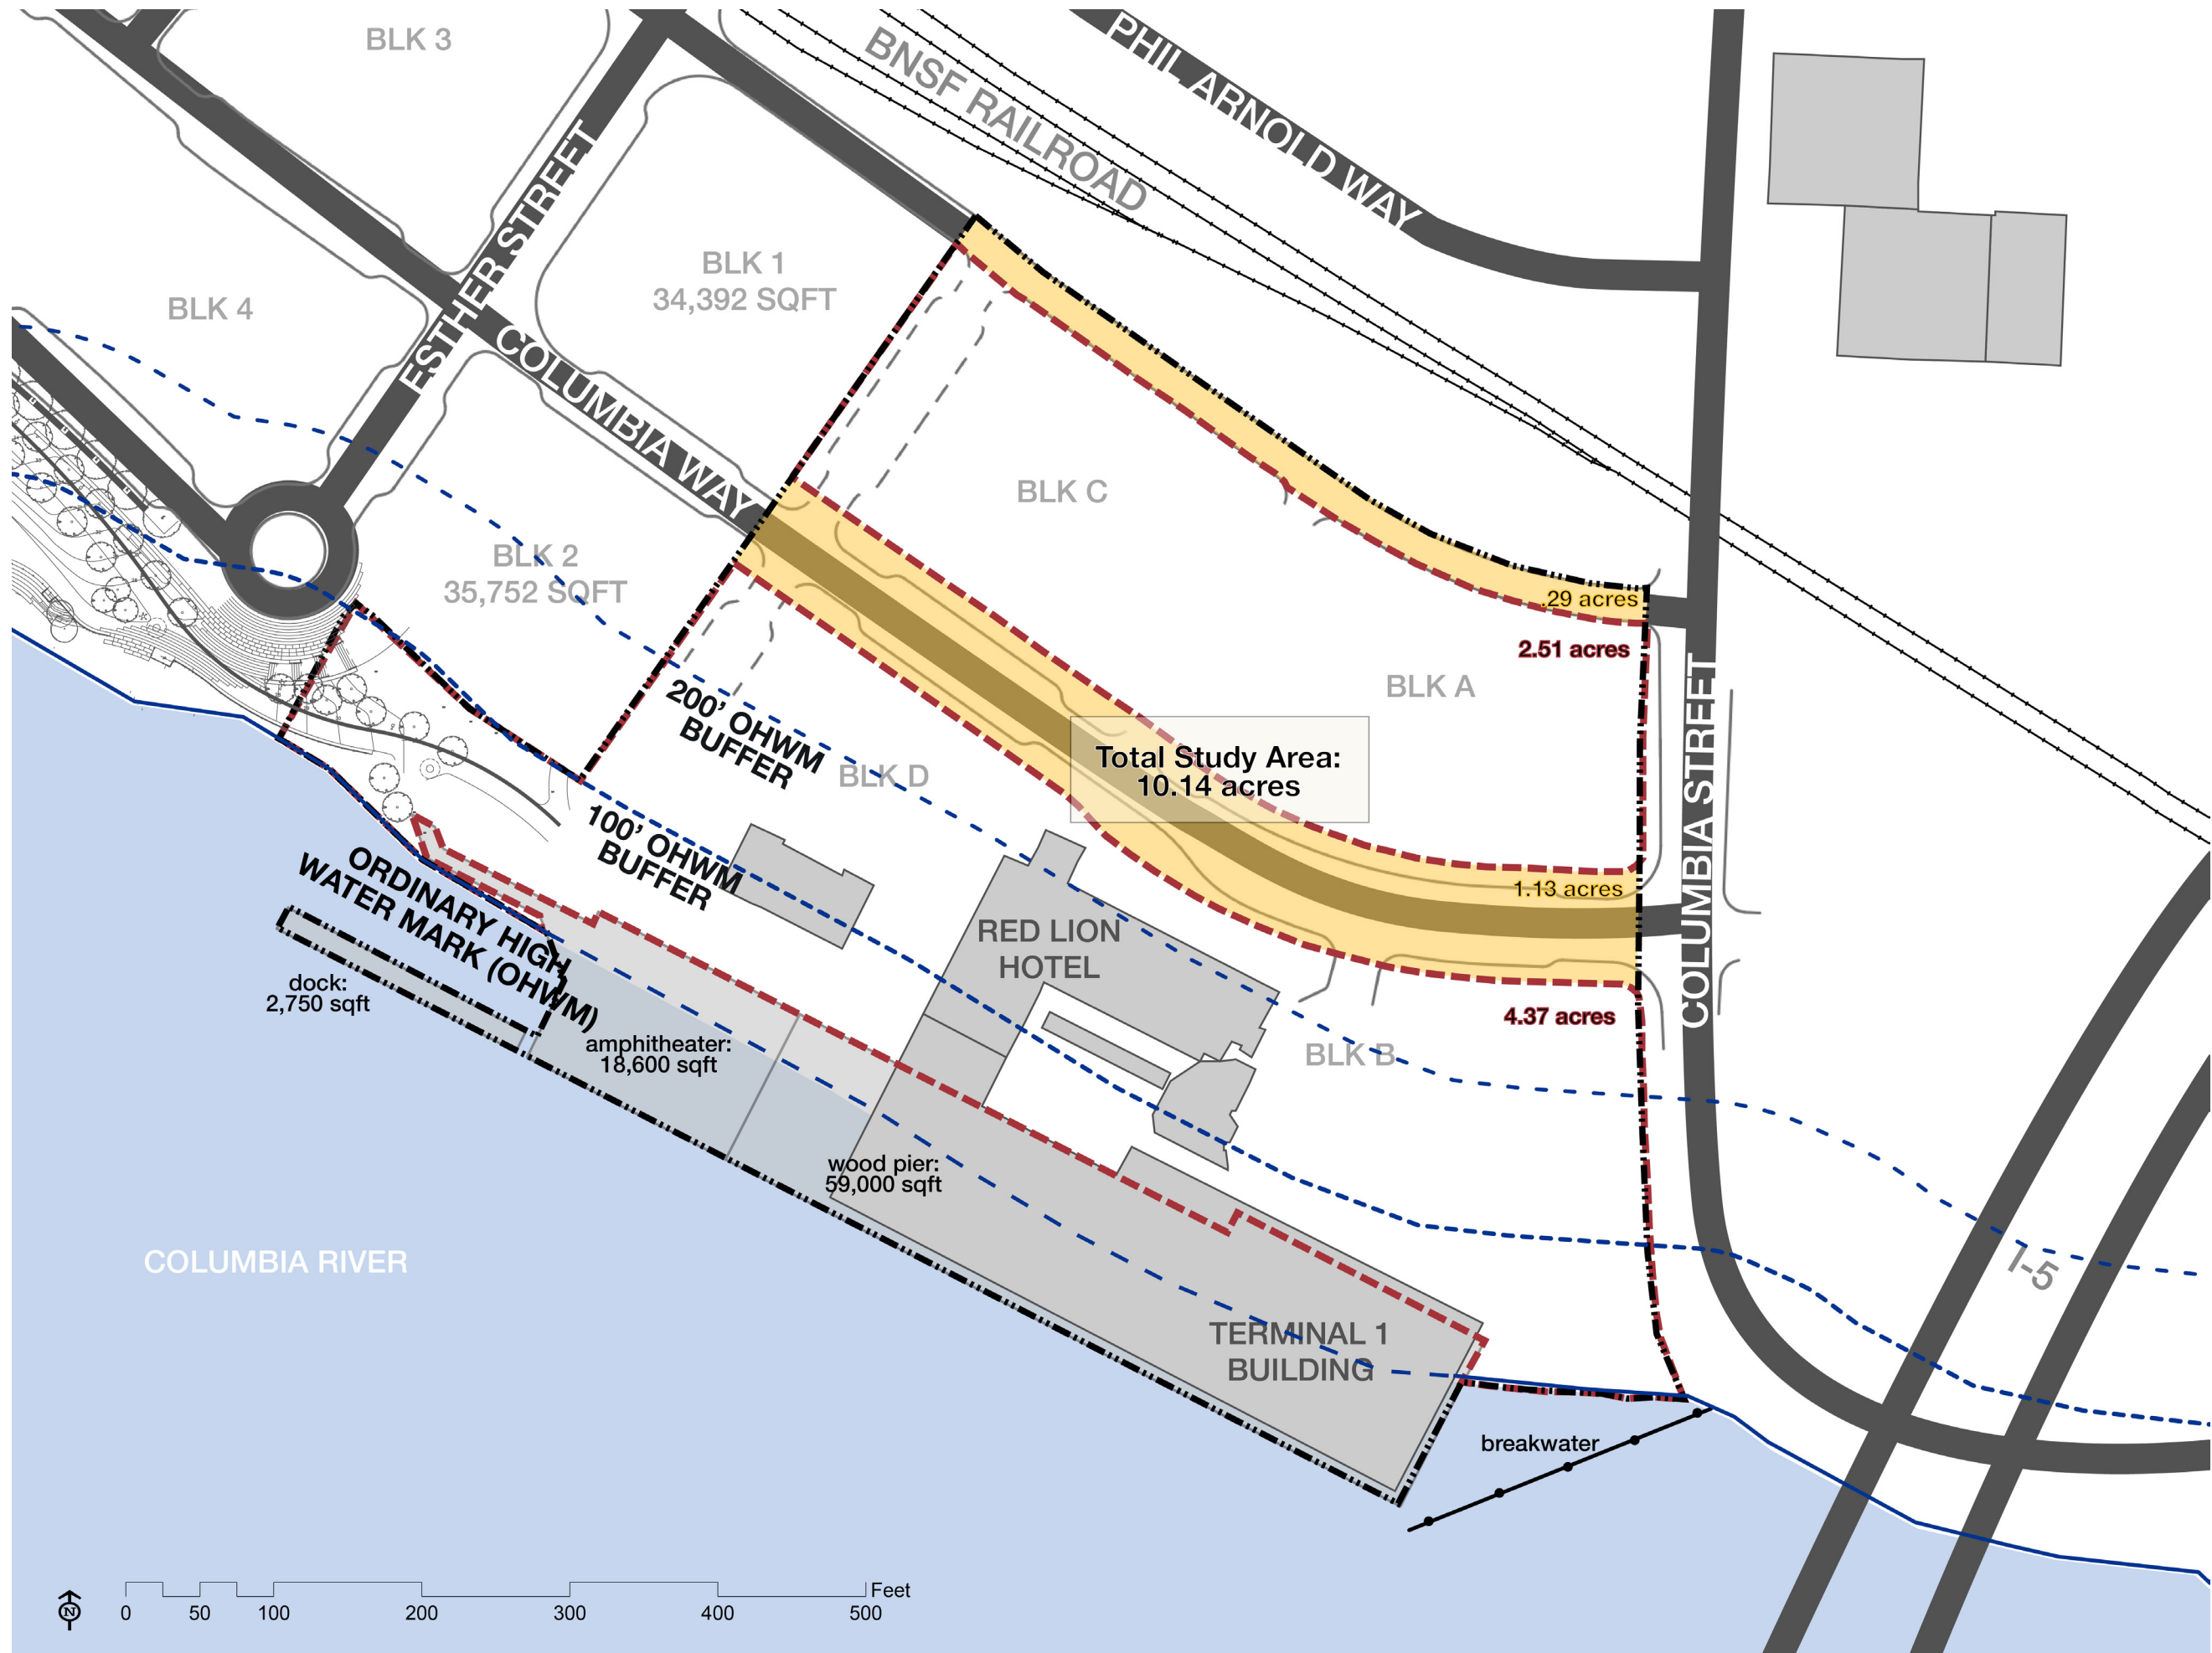 BLK 3
PHIL ARNOLD WAY
BNSF RAILROAD
ESTHER STREET
BLK 1
34,392 SQFT
BLK 4
COLUMBIA WAY
BLK C
BLK 2
35,752 SQFT
.29 acres
2.51 acres
BLK A
200' OHWM
BUFFER
BLK D
Total Study Area:
10.14 acres
COLUMBIA STREET
100' OHWM
BUFFER
ORDINARY HIGH
WATER MARK (OHWM)
1.13 acres
RED LION
HOTEL
dock:
2,750 sqft
4.37 acres
amphitheater:
18,600 sqft
BLK B
wood pier:
59,000 sqft
COLUMBIA RIVER
I-5
TERMINAL 1
BUILDING
breakwater
N
Feet
0 50 100 200 300 400 500